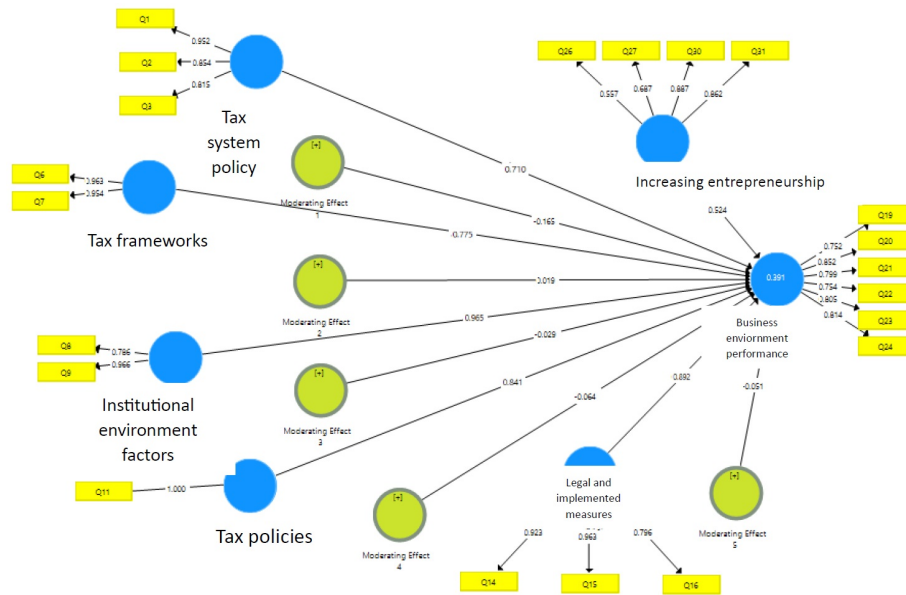 Q1
0.952
Q2
0.854
Q3
0.815
Tax
system
policy
Q26
Q27
Q30
Q31
0.557
0.687
0.887
0.862
Increasing entrepreneurship
0.524
0.710
[+]
Moderating Effect
1
-0.165
Q6
0.963
Q7
0.954
Tax frameworks
-0.775
[+]
Moderating Effect
2
0.019
0.391
Business
enviornment
performance
Q19
0.752
Q20
0.852
Q21
0.799
Q22
0.754
Q23
0.805
Q24
0.814
Q8
0.786
Q9
0.966
Institutional
environment
factors
0.965
[+]
Moderating Effect
3
-0.029
Q11
1.000
Tax policies
0.841
[+]
Moderating Effect
4
-0.064
-0.892
Legal and
implemented
measures
0.923
0.963
0.796
Q14
Q15
Q16
-0.051
[+]
Moderating Effect
5